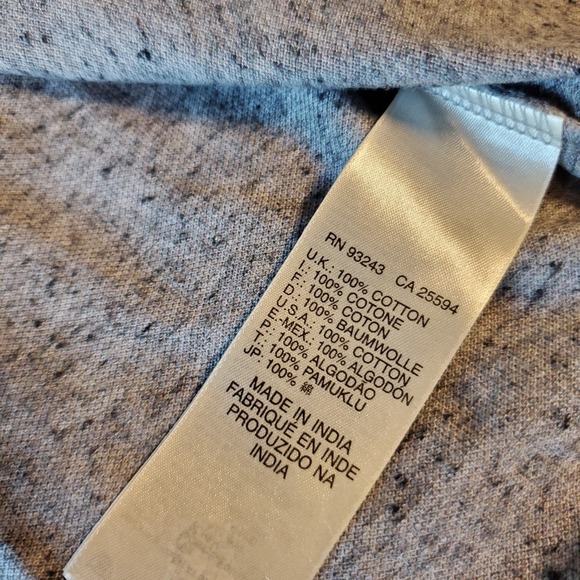 RN 93243 CA 25594
U.K.: 100% COTTON
I.: 100% COTONE
F.: 100% COTON
D.: 100% BAUMWOLLE
U.S.A.: 100% COTTON
E-MEX.: 100% ALGODON
P.: 100% ALGODÃO
T.: 100% PAMUKLU
JP: 100% 綿
MADE IN INDIA
FABRIQUÉ EN INDE
PRODUZIDO NA
INDIA